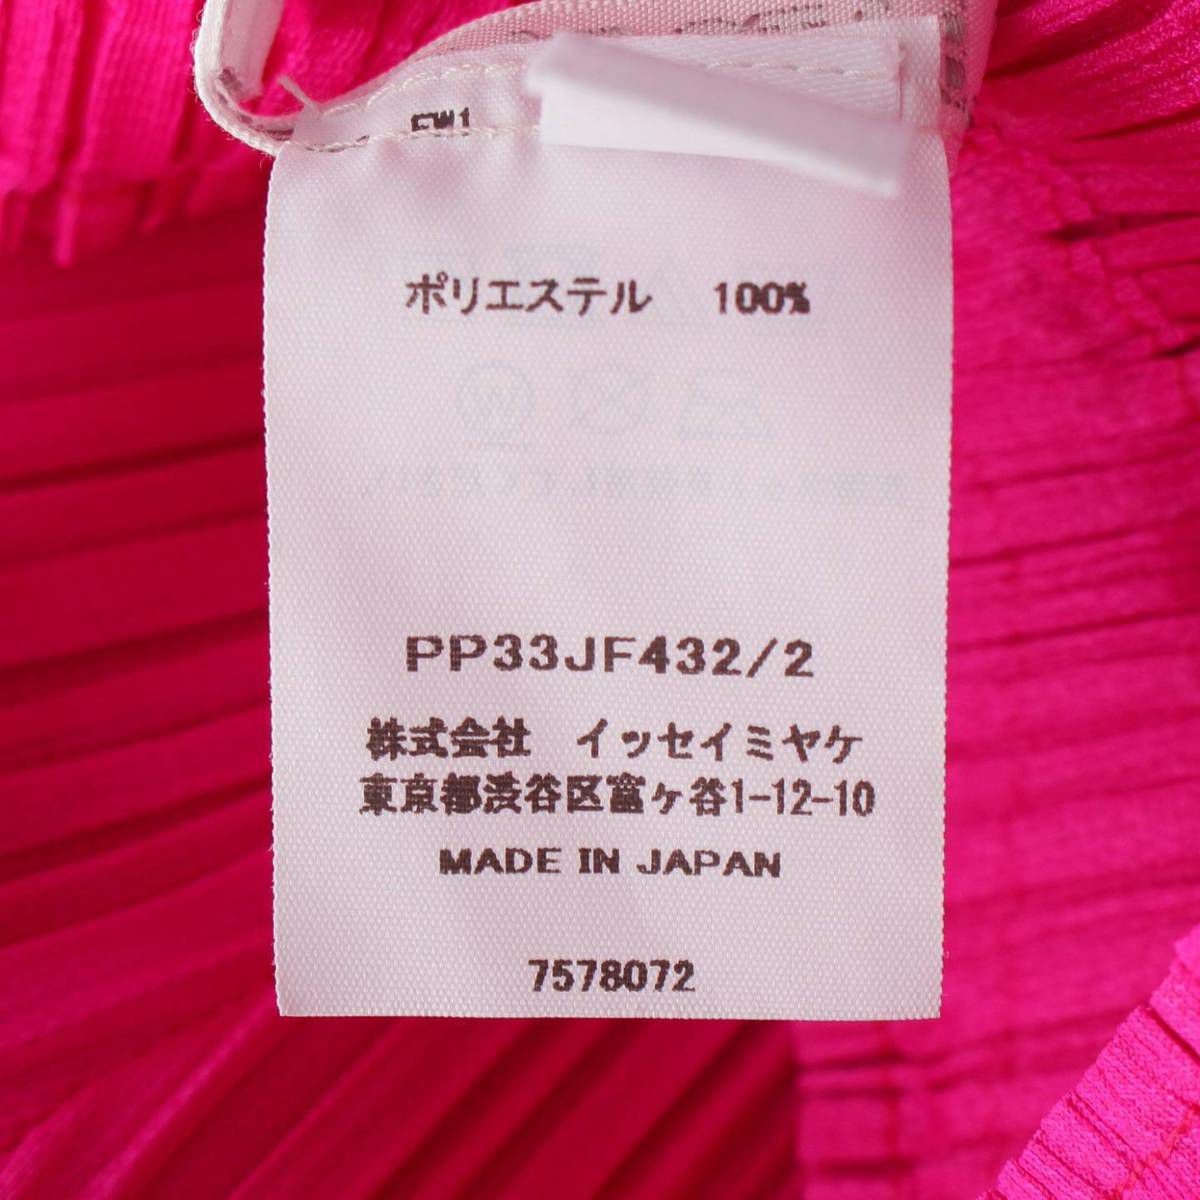 ポリエステル 100%
PP33JF432/2
株式会社 イッセイミヤケ
東京都渋谷区富ヶ谷1-12-10
MADE IN JAPAN
7578072